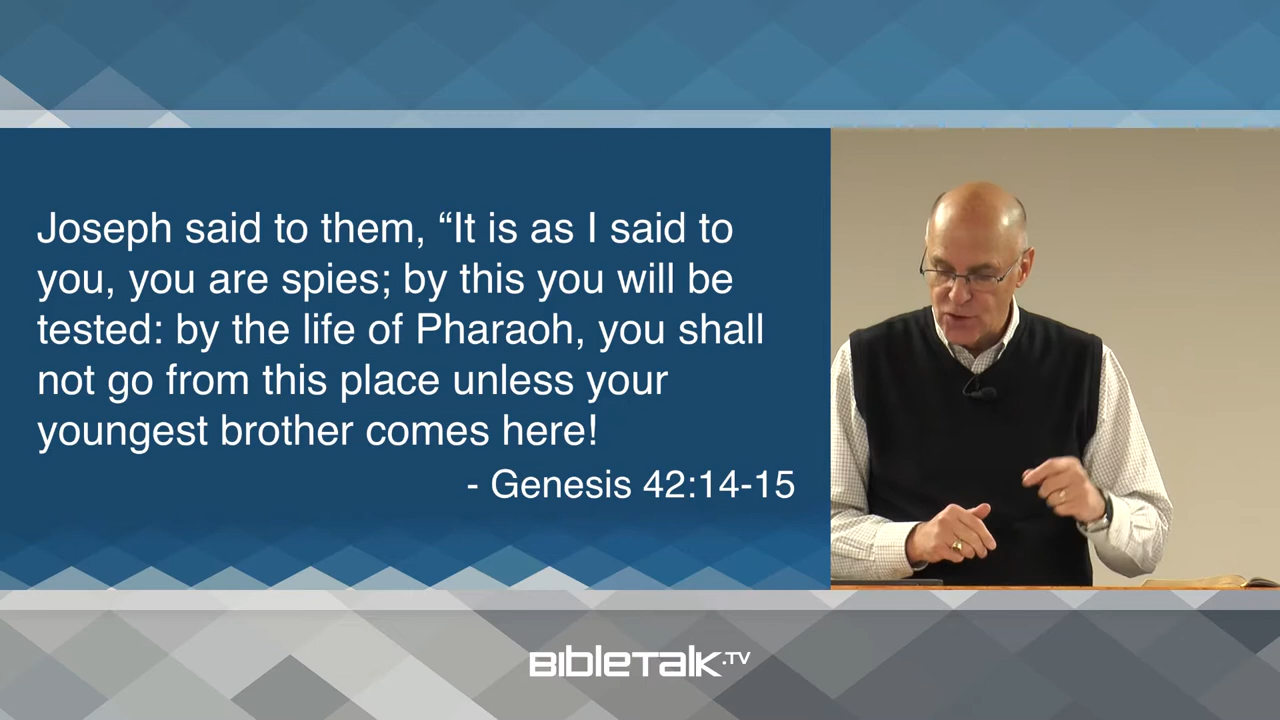 Joseph said to them, “It is as I said to
you, you are spies; by this you will be
tested: by the life of Pharaoh, you shall
not go from this place unless your
youngest brother comes here!
- Genesis 42:14-15
BIBLETALK.TV